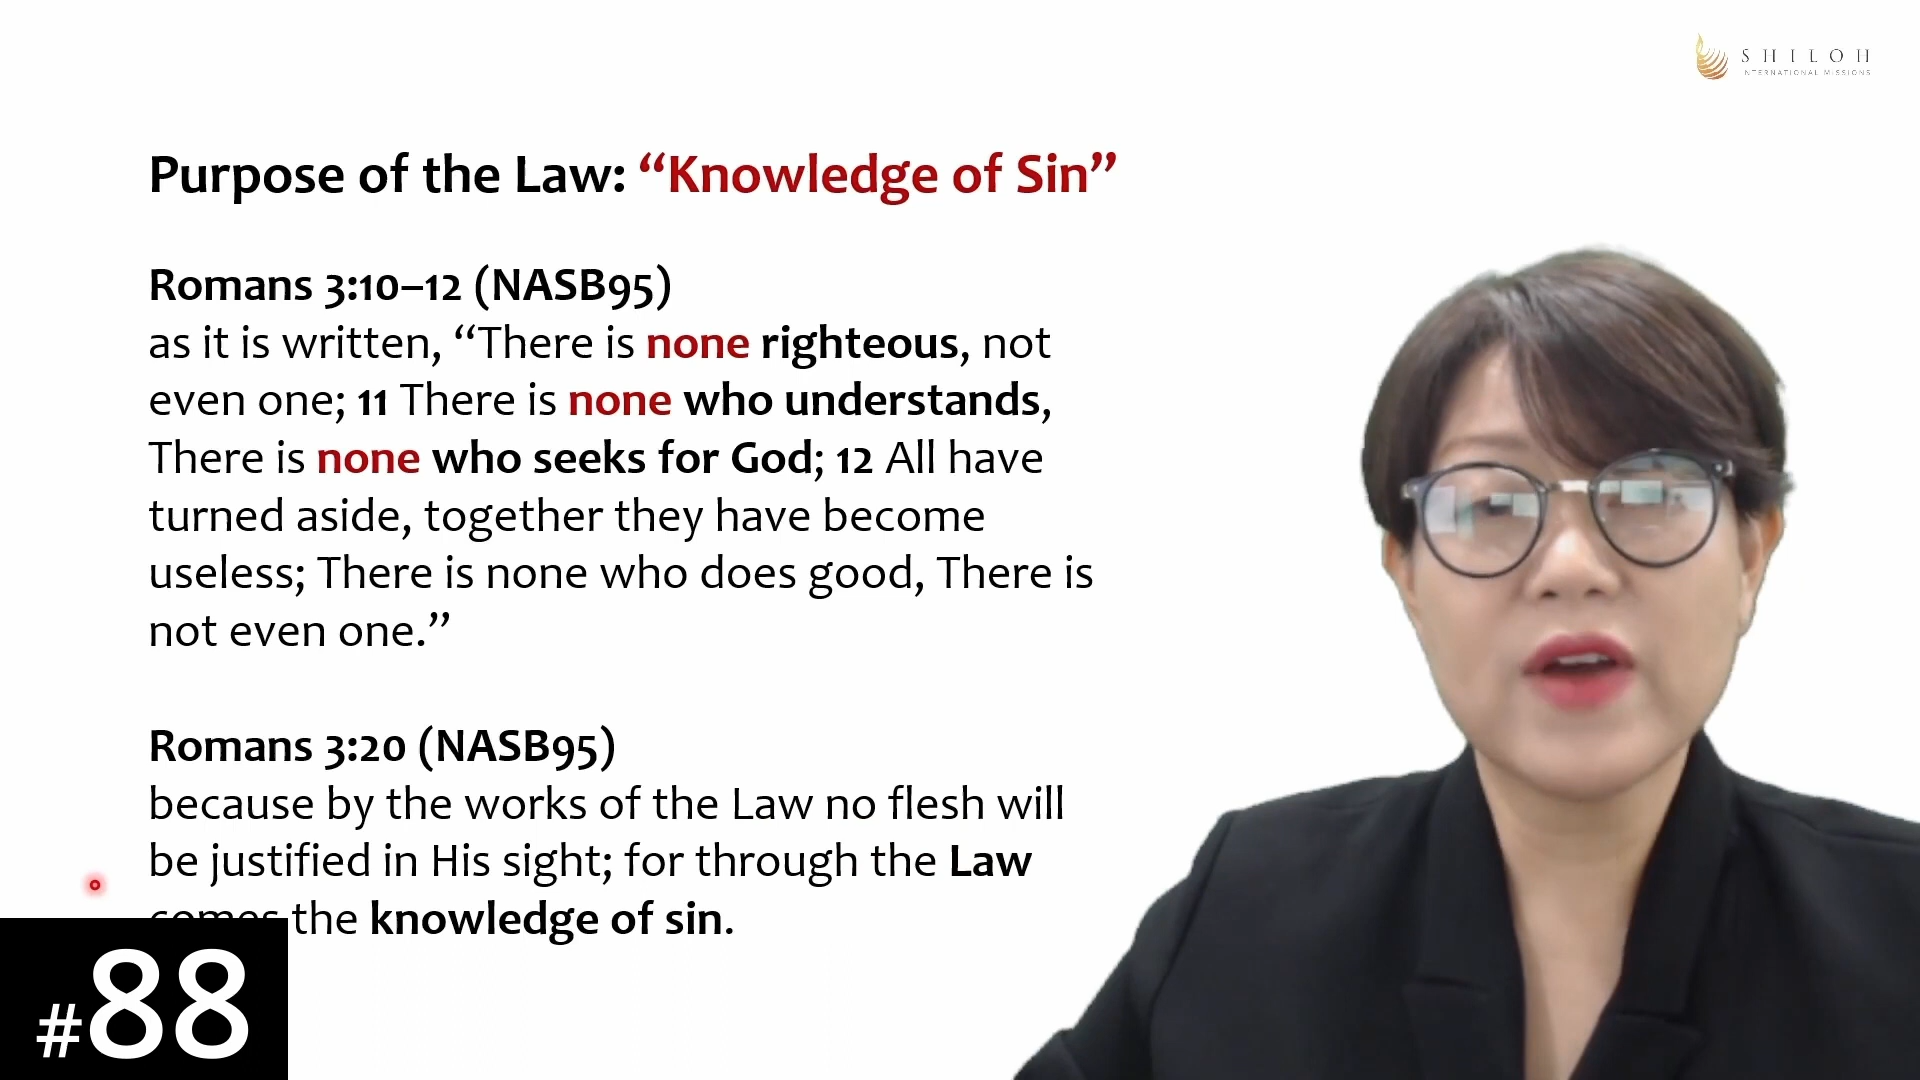 SHILOH
INTERNATIONAL MISSIONS
Purpose of the Law: “Knowledge of Sin”
Romans 3:10–12 (NASB95)
as it is written, “There is none righteous, not
even one; 11 There is none who understands,
There is none who seeks for God; 12 All have
turned aside, together they have become
useless; There is none who does good, There is
not even one.”
Romans 3:20 (NASB95)
because by the works of the Law no flesh will
be justified in His sight; for through the Law
comes the knowledge of sin.
#88